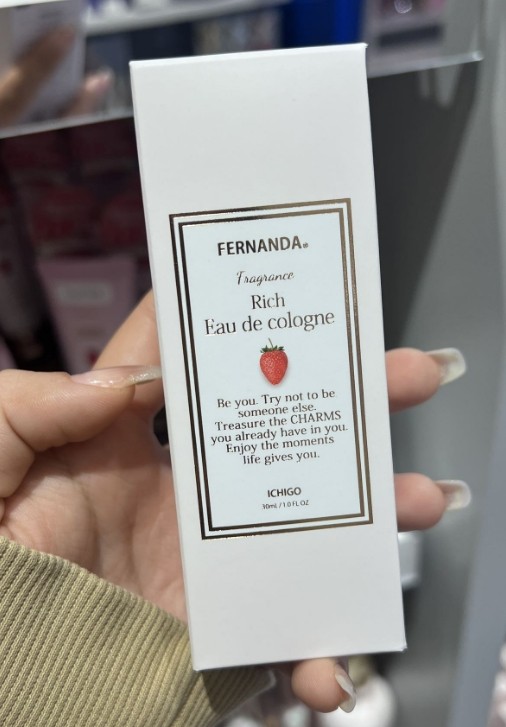 FERNANDA®
Fragrance
Rich
Eau de cologne
Be you. Try not to be
someone else.
Treasure the CHARMS
you already have in you.
Enjoy the moments
life gives you.
ICHIGO
30mL / 1.0 FL OZ